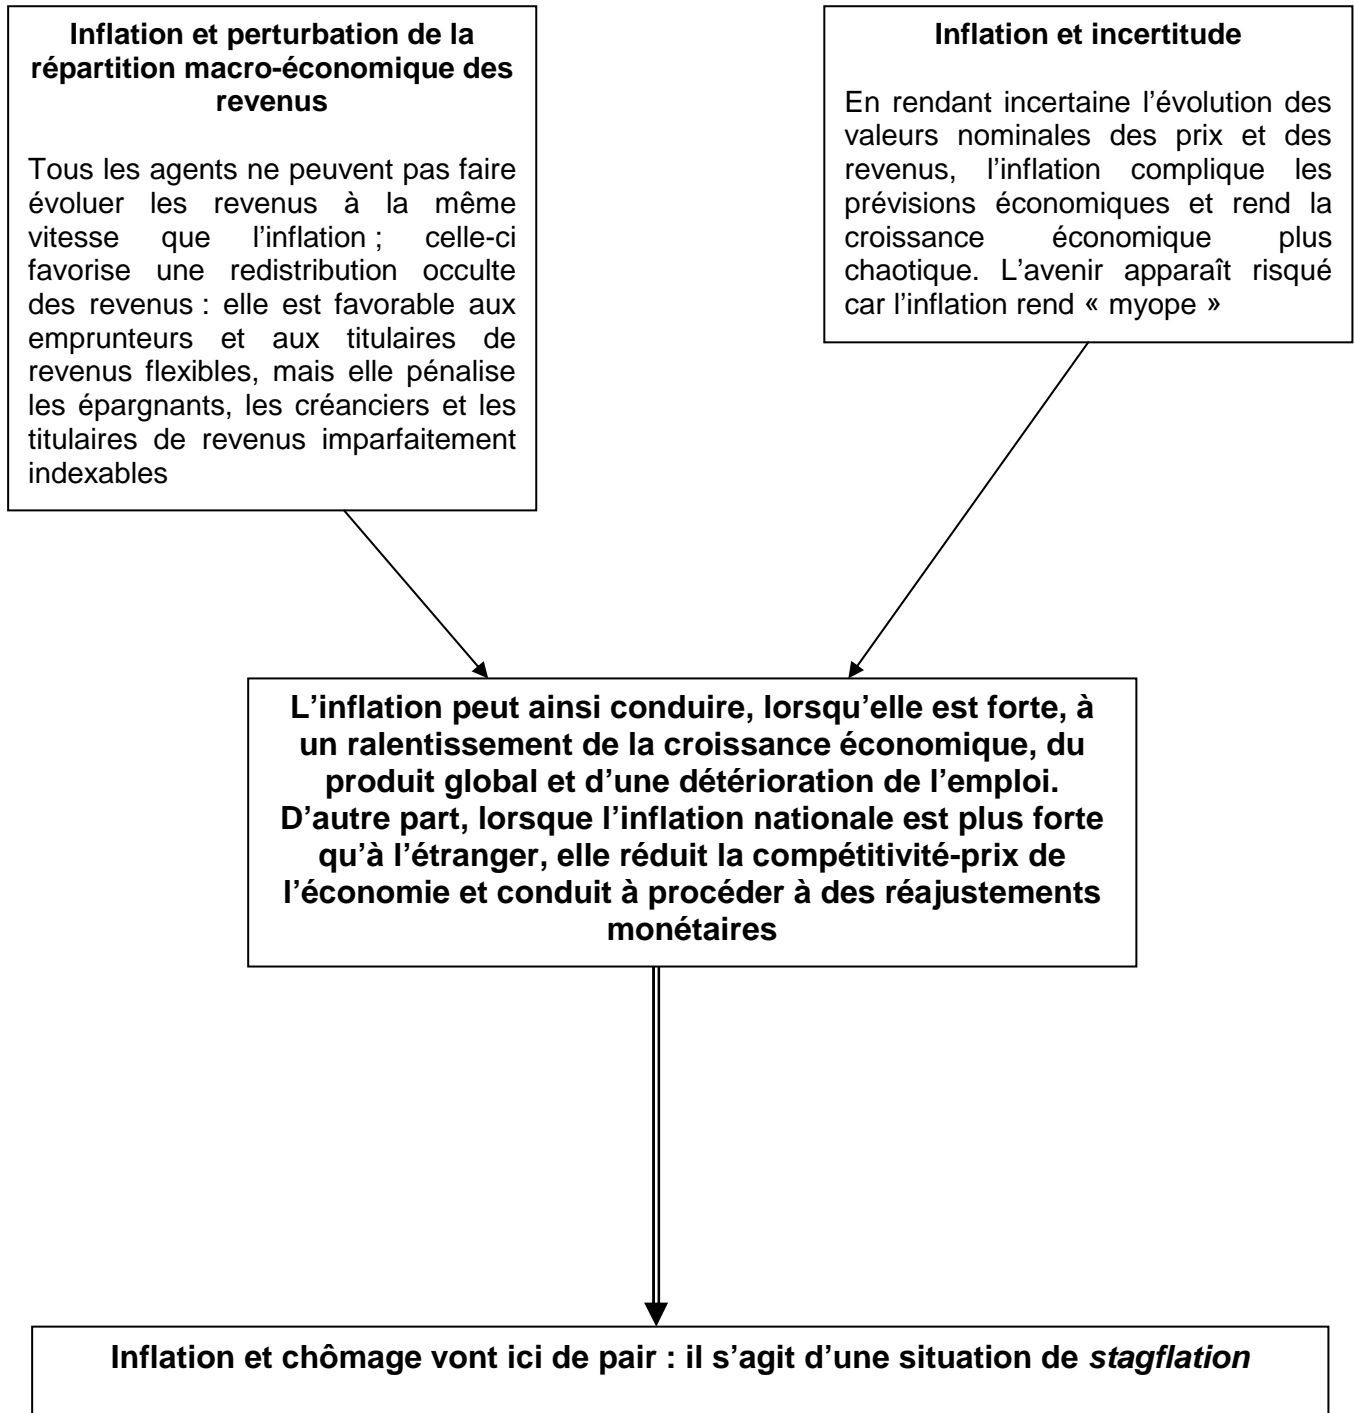 Inflation et perturbation de la
répartition macro-économique des
revenus
Tous les agents ne peuvent pas faire
évoluer les revenus à la même
vitesse que l’inflation ; celle-ci
favorise une redistribution occulte
des revenus : elle est favorable aux
emprunteurs et aux titulaires de
revenus flexibles, mais elle pénalise
les épargnants, les créanciers et les
titulaires de revenus imparfaitement
indexables
Inflation et incertitude
En rendant incertaine l’évolution des
valeurs nominales des prix et des
revenus, l’inflation complique les
prévisions économiques et rend la
croissance économique plus
chaotique. L’avenir apparaît risqué
car l’inflation rend « myope »
L’inflation peut ainsi conduire, lorsqu’elle est forte, à
un ralentissement de la croissance économique, du
produit global et d’une détérioration de l’emploi.
D’autre part, lorsque l’inflation nationale est plus forte
qu’à l’étranger, elle réduit la compétitivité-prix de
l’économie et conduit à procéder à des réajustements
monétaires
Inflation et chômage vont ici de pair : il s’agit d’une situation de stagflation